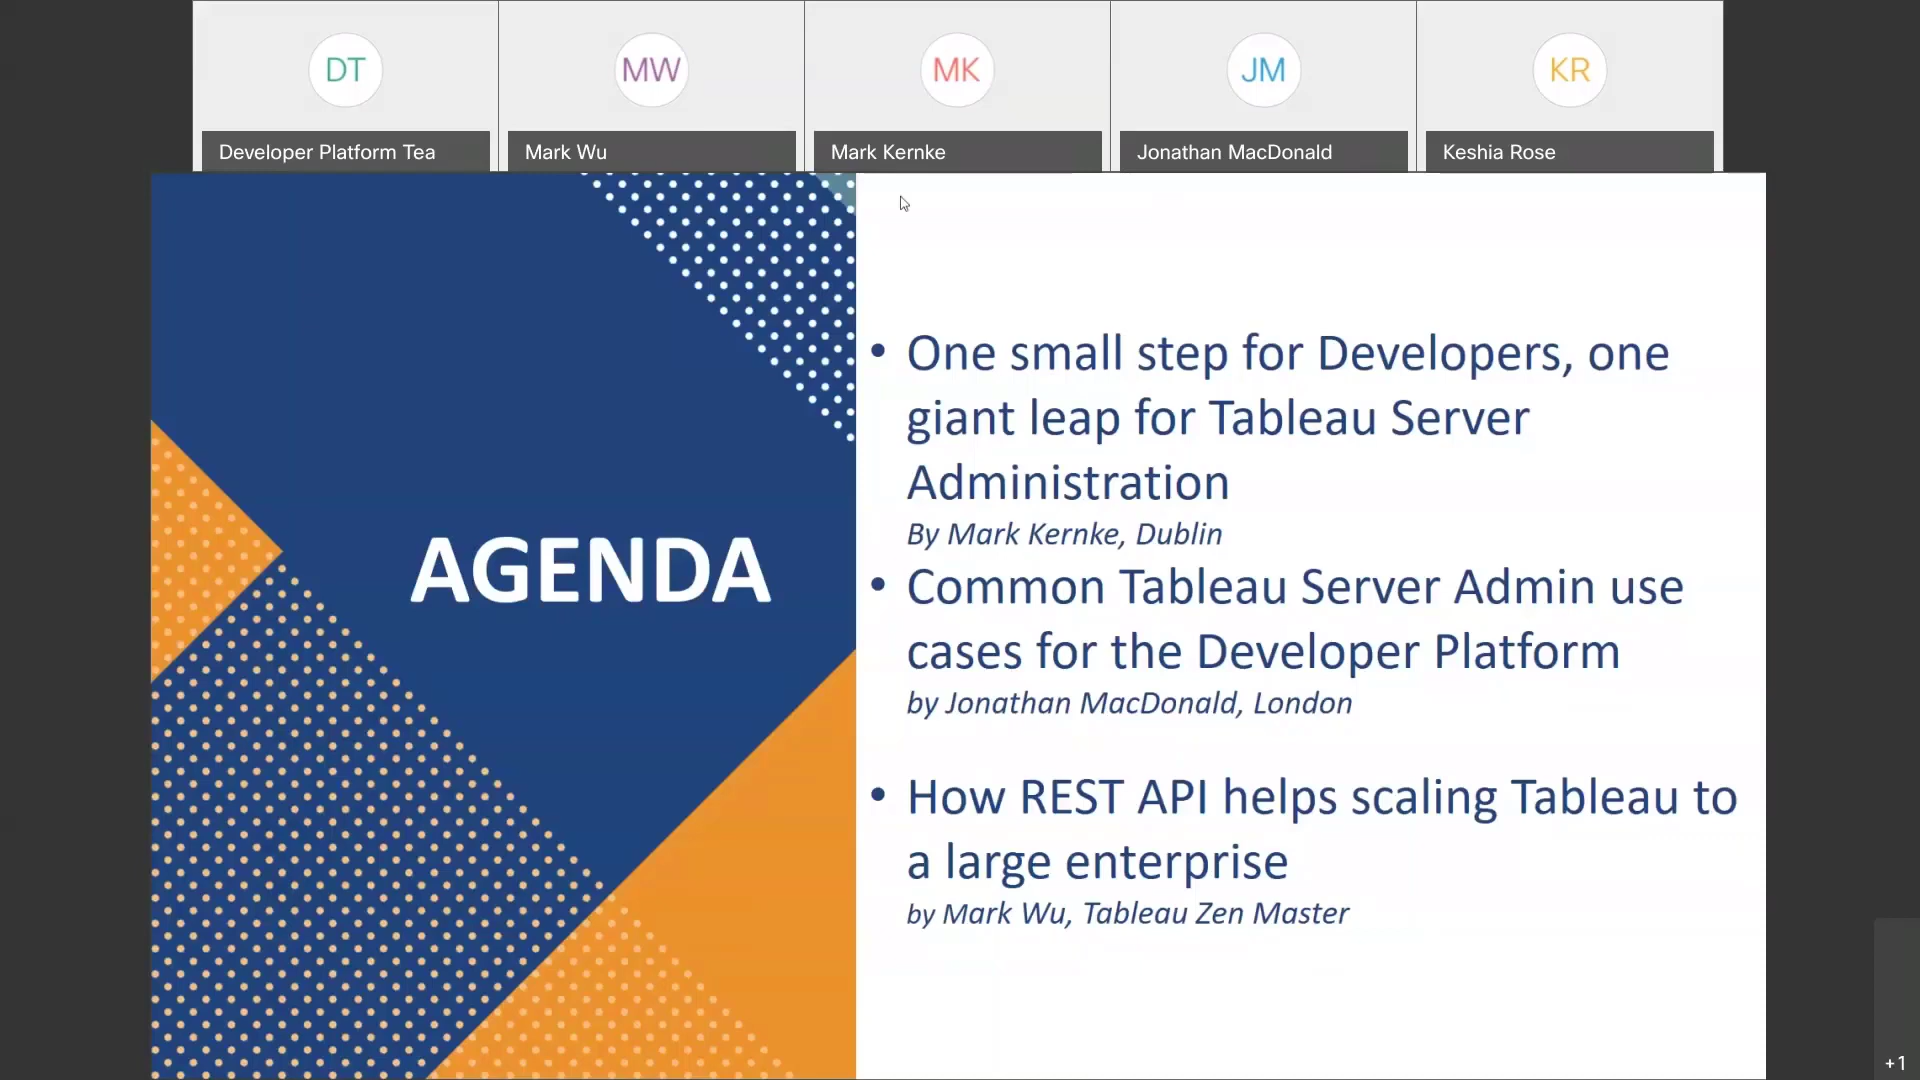 DT
MW
MK
JM
KR
Developer Platform Tea
Mark Wu
Mark Kernke
Jonathan MacDonald
Keshia Rose
AGENDA
• One small step for Developers, one
giant leap for Tableau Server
Administration
By Mark Kernke, Dublin
• Common Tableau Server Admin use
cases for the Developer Platform
by Jonathan MacDonald, London
• How REST API helps scaling Tableau to
a large enterprise
by Mark Wu, Tableau Zen Master
+1